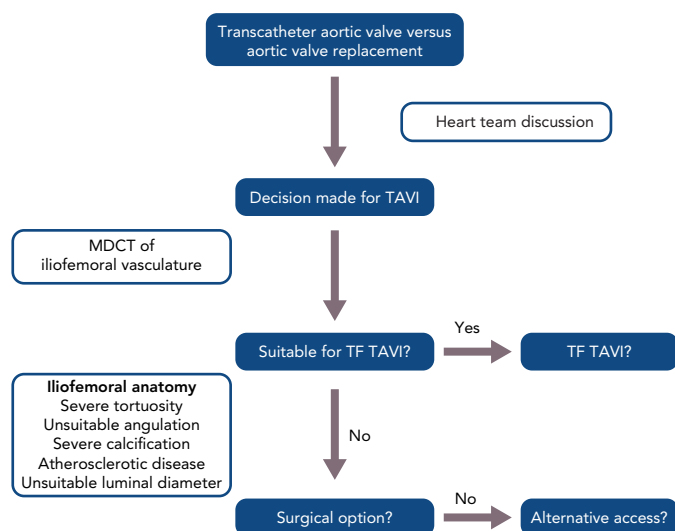 Transcatheter aortic valve versus
aortic valve replacement
Heart team discussion
Decision made for TAVI
MDCT of
iliofemoral vasculature
Suitable for TF TAVI?
Yes
TF TAVI?
Iliofemoral anatomy
Severe tortuosity
Unsuitable angulation
Severe calcification
Atherosclerotic disease
Unsuitable luminal diameter
No
Surgical option?
No
Alternative access?